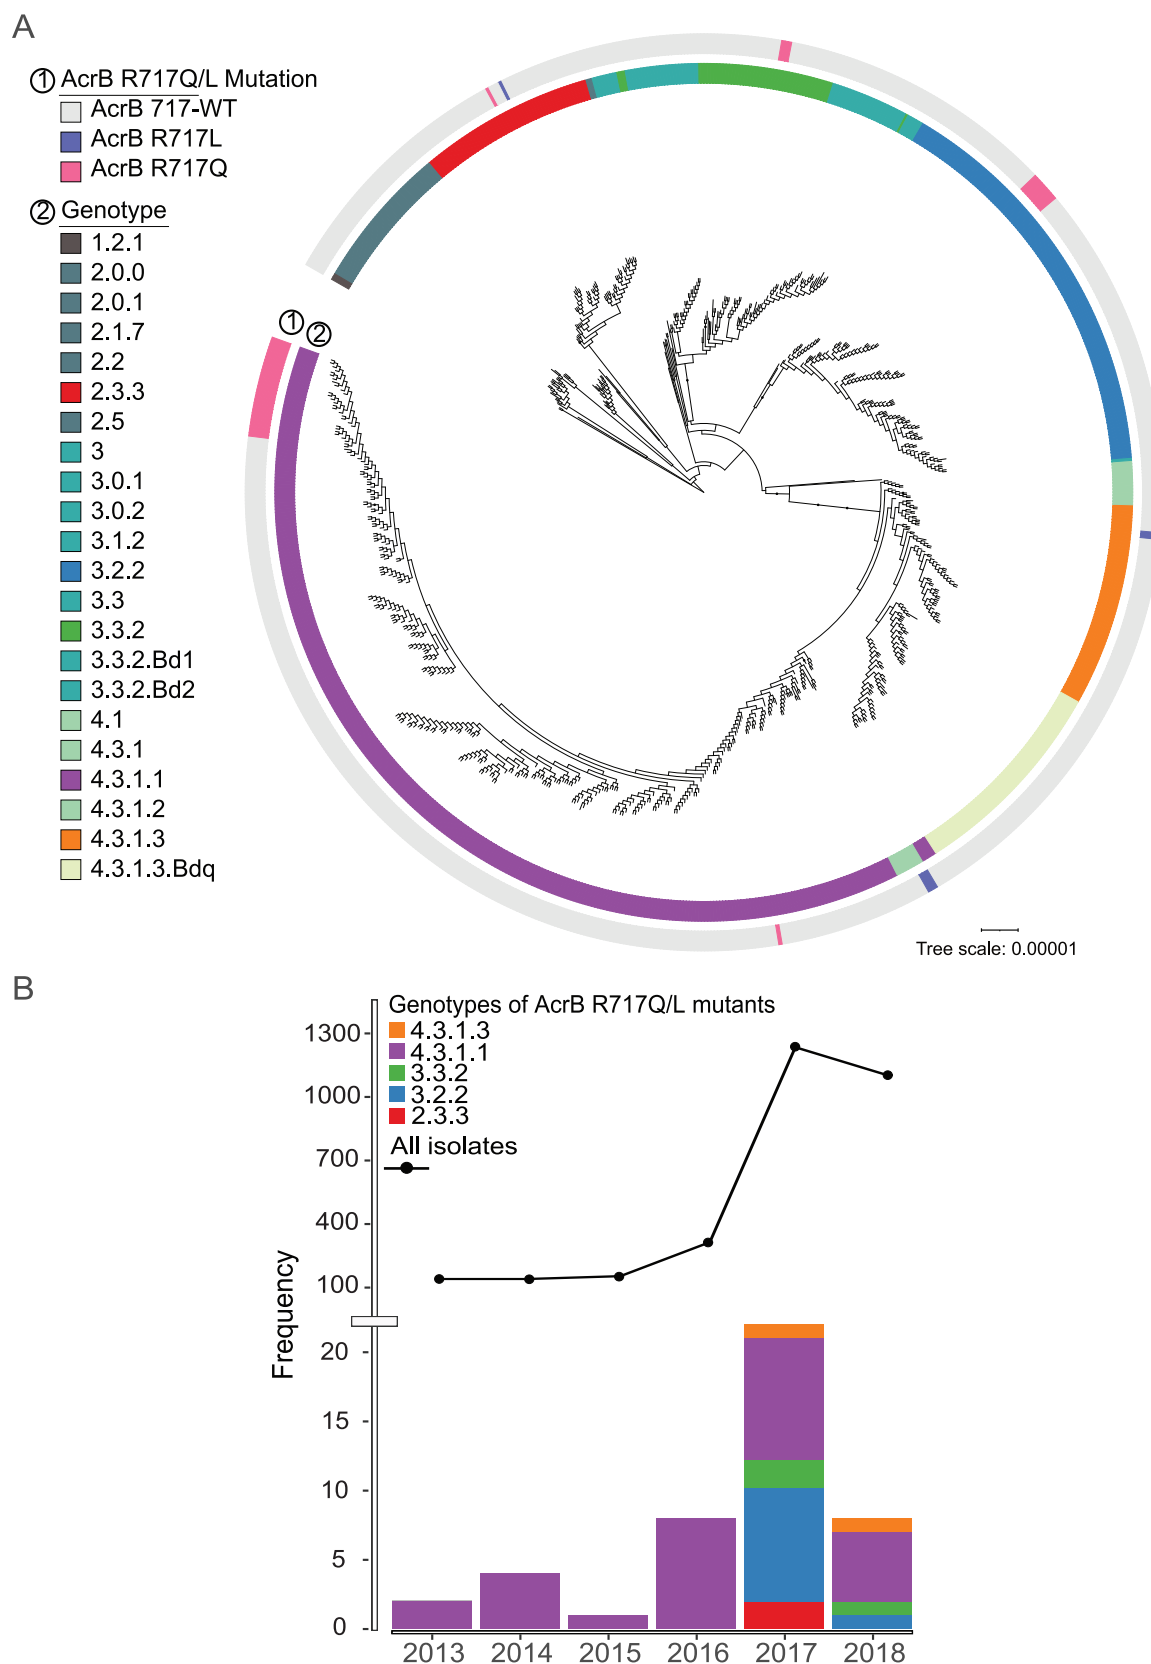 A
① AcrB R717Q/L Mutation
AcrB 717-WT
AcrB R717L
AcrB R717Q
② Genotype
1.2.1
2.0.0
2.0.1
2.1.7
2.2
2.3.3
2.5
3
3.0.1
3.0.2
3.1.2
3.2.2
3.3
3.3.2
3.3.2.Bd1
3.3.2.Bd2
4.1
4.3.1
4.3.1.1
4.3.1.2
4.3.1.3
4.3.1.3.Bdq
① ②
Tree scale: 0.00001
B
Genotypes of AcrB R717Q/L mutants
4.3.1.3
4.3.1.1
3.3.2
3.2.2
2.3.3
All isolates
Frequency
1300
1000
700
400
100
20
15
10
5
0
2013 2014 2015 2016 2017 2018